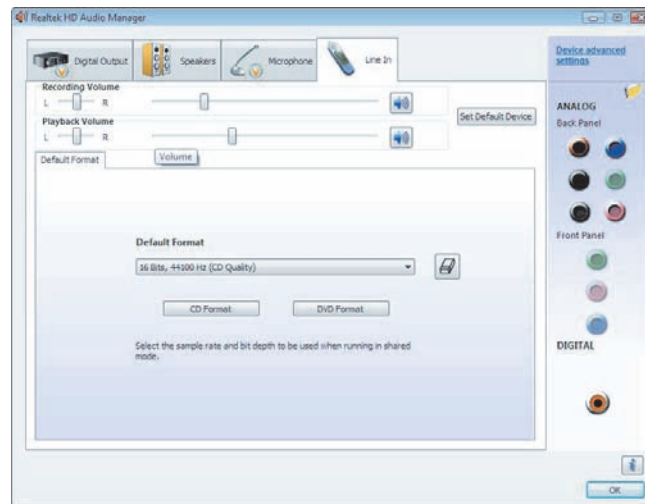 Realtek HD Audio Manager
Digital Output
Speakers
Microphone
Line In
Device advanced
settings
Recording Volume
L
R
Set Default Device
Playback Volume
L
R
Volume
Default Format
Default Format
16 Bits, 44100 Hz (CD Quality)
CD Format
DVD Format
Select the sample rate and bit depth to be used when running in shared
mode.
ANALOG
Back Panel
Front Panel
DIGITAL
i
OK